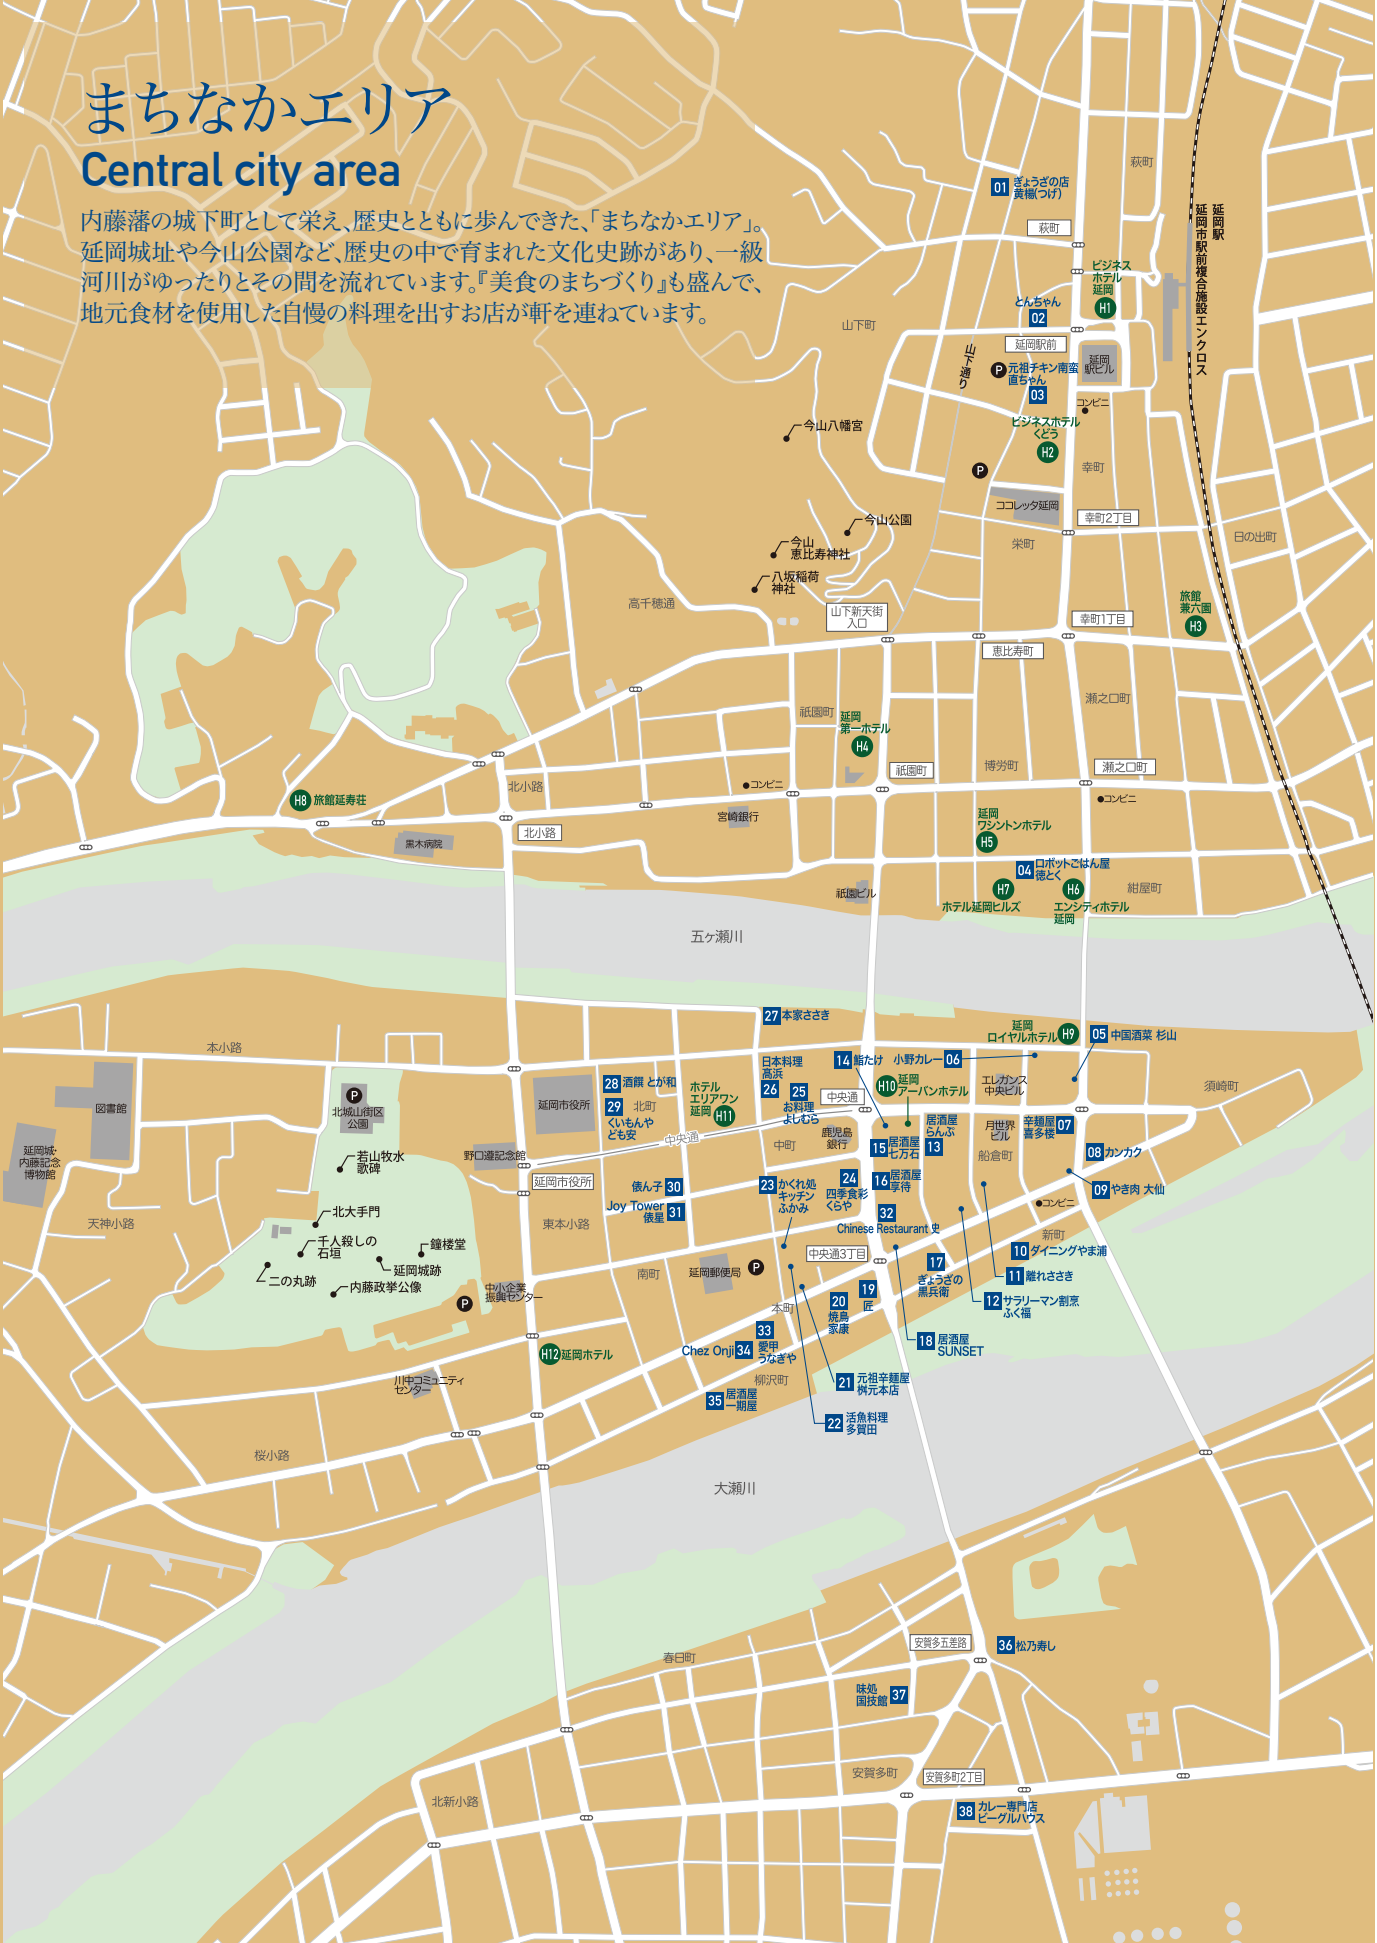 まちなかエリア
Central city area
内藤藩の城下町として栄え、歴史とともに歩んできた、「まちなかエリア」。
延岡城址や今山公園など、歴史の中で育まれた文化史跡があり、一級
河川がゆったりとその間を流れています。『美食のまちづくり』も盛んで、
地元食材を使用した自慢の料理を出すお店が軒を連ねています。
萩町
01 ぎょうざの店
黄楊(つげ)
萩町
延岡駅
延岡市駅前複合施設エンクロス
ビジネス
ホテル
延岡
H1
とんちゃん
02
山下町
延岡駅前
山下通り
延岡
駅ビル
P 元祖チキン南蛮
直ちゃん
03
コンビニ
ビジネスホテル
くどう
H2
今山八幡宮
幸町
P
ココレッタ延岡
幸町2丁目
今山公園
栄町
日の出町
今山
恵比寿神社
八坂稲荷
神社
高千穂通
山下新天街
入口
旅館
兼六園
H3
幸町1丁目
恵比寿町
瀬之口町
祇園町
延岡
第一ホテル
H4
祇園町
博労町
瀬之口町
北小路
コンビニ
コンビニ
H8 旅館延寿荘
宮崎銀行
延岡
ワシントンホテル
H5
北小路
黒木病院
04 ロボットごはん屋
徳とく
祇園ビル
H7
ホテル延岡ヒルズ
H6
エンシティホテル
延岡
紺屋町
五ヶ瀬川
27 本家ささき
延岡
ロイヤルホテル H9
05 中国酒菜 杉山
本小路
日本料理
髙浜
26
14 鮨たけ
小野カレー 06
28 酒饌 とが和
ホテル
エリアワン
延岡 H11
25
お料理
よしむら
H10 延岡
アーバンホテル
エレガンス
中央ビル
須崎町
図書館
P
北城山街区
公園
延岡市役所
29
くいもんや
ども安
北町
中央通
中央通
居酒屋
らんぷ
13
月世界
ビル
辛麺屋
喜多楼
07
延岡城・
内藤記念
博物館
若山牧水
歌碑
野口遵記念館
中町
鹿児島
銀行
15 居酒屋
七万石
船倉町
08 カンカク
延岡市役所
俵ん子 30
23 かくれ処
キッチン
ふかみ
24
四季食彩
くらや
16 居酒屋
享待
09 やき肉 大仙
コンビニ
天神小路
北大手門
東本小路
Joy Tower
俵星 31
32
Chinese Restaurant 史
新町
千人殺しの
石垣
鐘楼堂
中央通3丁目
10 ダイニングやま浦
二の丸跡
延岡城跡
内藤政挙公像
南町
延岡郵便局
P
17
ぎょうざの
黒兵衛
11 離れささき
中小企業
振興センター
P
19
匠
12 サラリーマン割烹
ふく福
本町
20
焼鳥
家康
33
愛甲
うなぎや
18 居酒屋
SUNSET
H12 延岡ホテル
Chez Onji 34
川中コミュニティ
センター
柳沢町
21 元祖辛麺屋
桝元本店
35 居酒屋
一期屋
22 活魚料理
多賀田
桜小路
大瀬川
安賀多五差路
36 松乃寿し
春日町
味処
国技館 37
安賀多町
安賀多町2丁目
北新小路
38 カレー専門店
ビーグルハウス